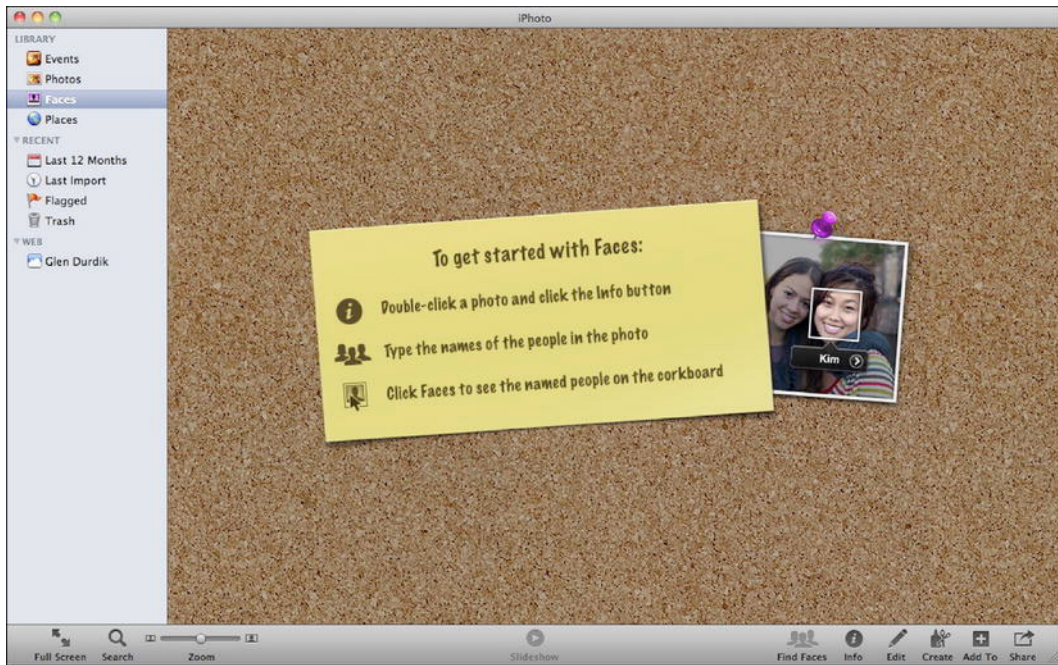 iPhoto
LIBRARY
Events
Photos
Faces
Places
RECENT
Last 12 Months
Last Import
Flagged
Trash
WEB
Glen Durdik
To get started with Faces:
Double-click a photo and click the Info button
Type the names of the people in the photo
Click Faces to see the named people on the corkboard
Kim
Full Screen
Search
Zoom
Slideshow
Find Faces
Info
Edit
Create
Add To
Share